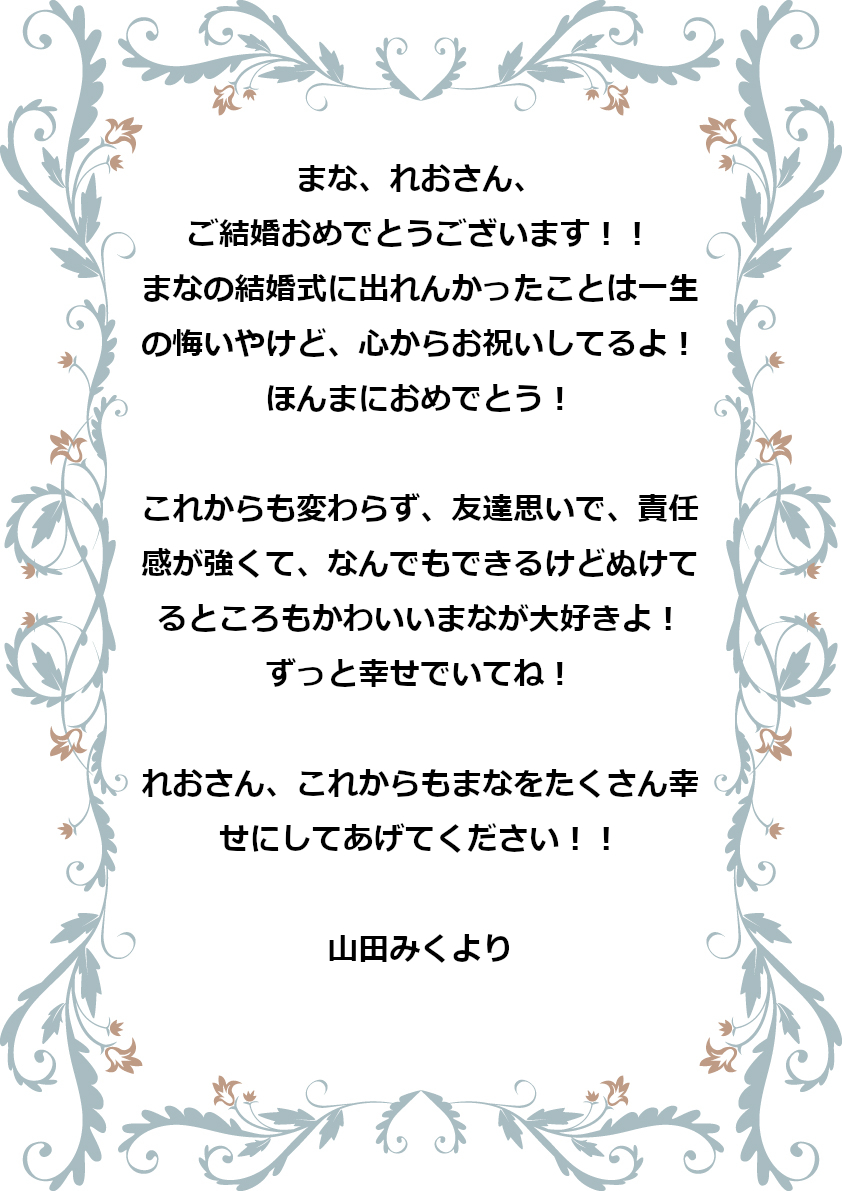 まな、れおさん、
ご結婚おめでとうございます！！
まなの結婚式に出れんかったことは一生
の悔いやけど、心からお祝いしてるよ！
ほんまにおめでとう！
これからも変わらず、友達思いで、責任
感が強くて、なんでもできるけどぬけて
るところもかわいいまなが大好きよ！
ずっと幸せでいてね！
れおさん、これからもまなをたくさん幸
せにしてあげてください！！
山田みくより